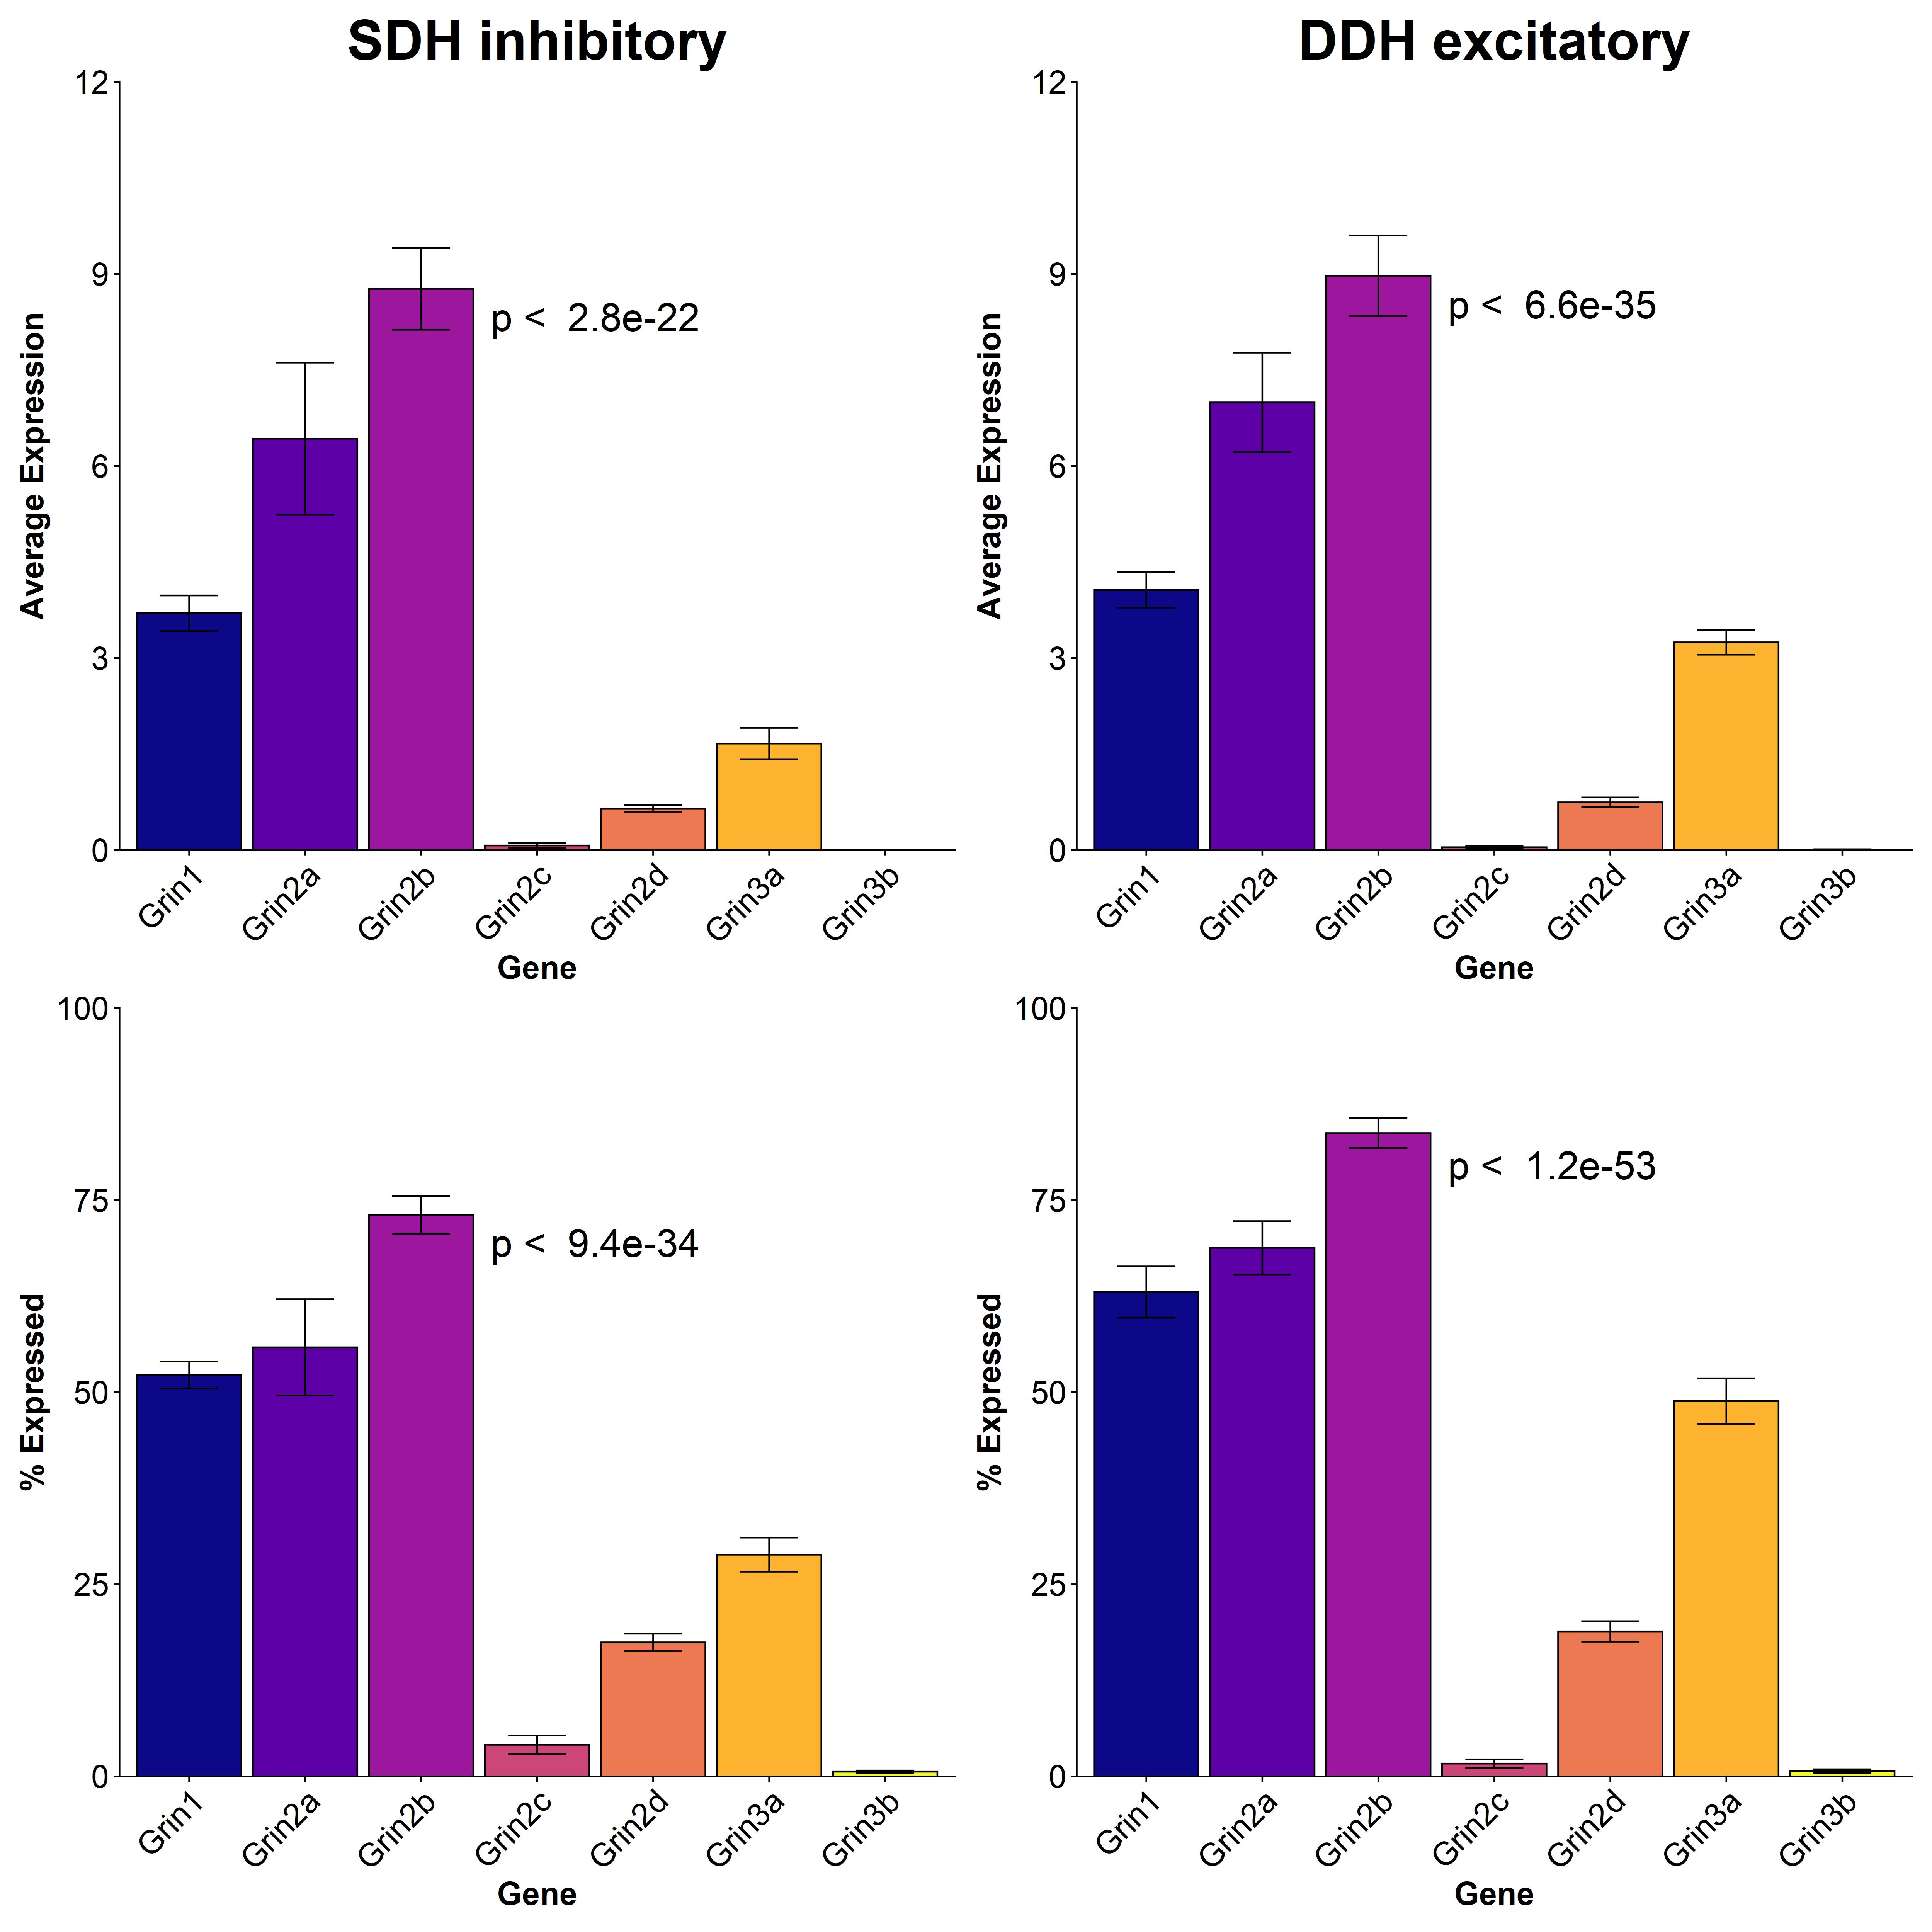 SDH inhibitory
DDH excitatory
Average Expression
12
9
6
3
0
p < 2.8e-22
Grin1
Grin2a
Grin2b
Grin2c
Grin2d
Grin3a
Grin3b
Gene
Average Expression
12
9
6
3
0
p < 6.6e-35
Grin1
Grin2a
Grin2b
Grin2c
Grin2d
Grin3a
Grin3b
Gene
% Expressed
100
75
50
25
0
p < 9.4e-34
Grin1
Grin2a
Grin2b
Grin2c
Grin2d
Grin3a
Grin3b
Gene
% Expressed
100
75
50
25
0
p < 1.2e-53
Grin1
Grin2a
Grin2b
Grin2c
Grin2d
Grin3a
Grin3b
Gene